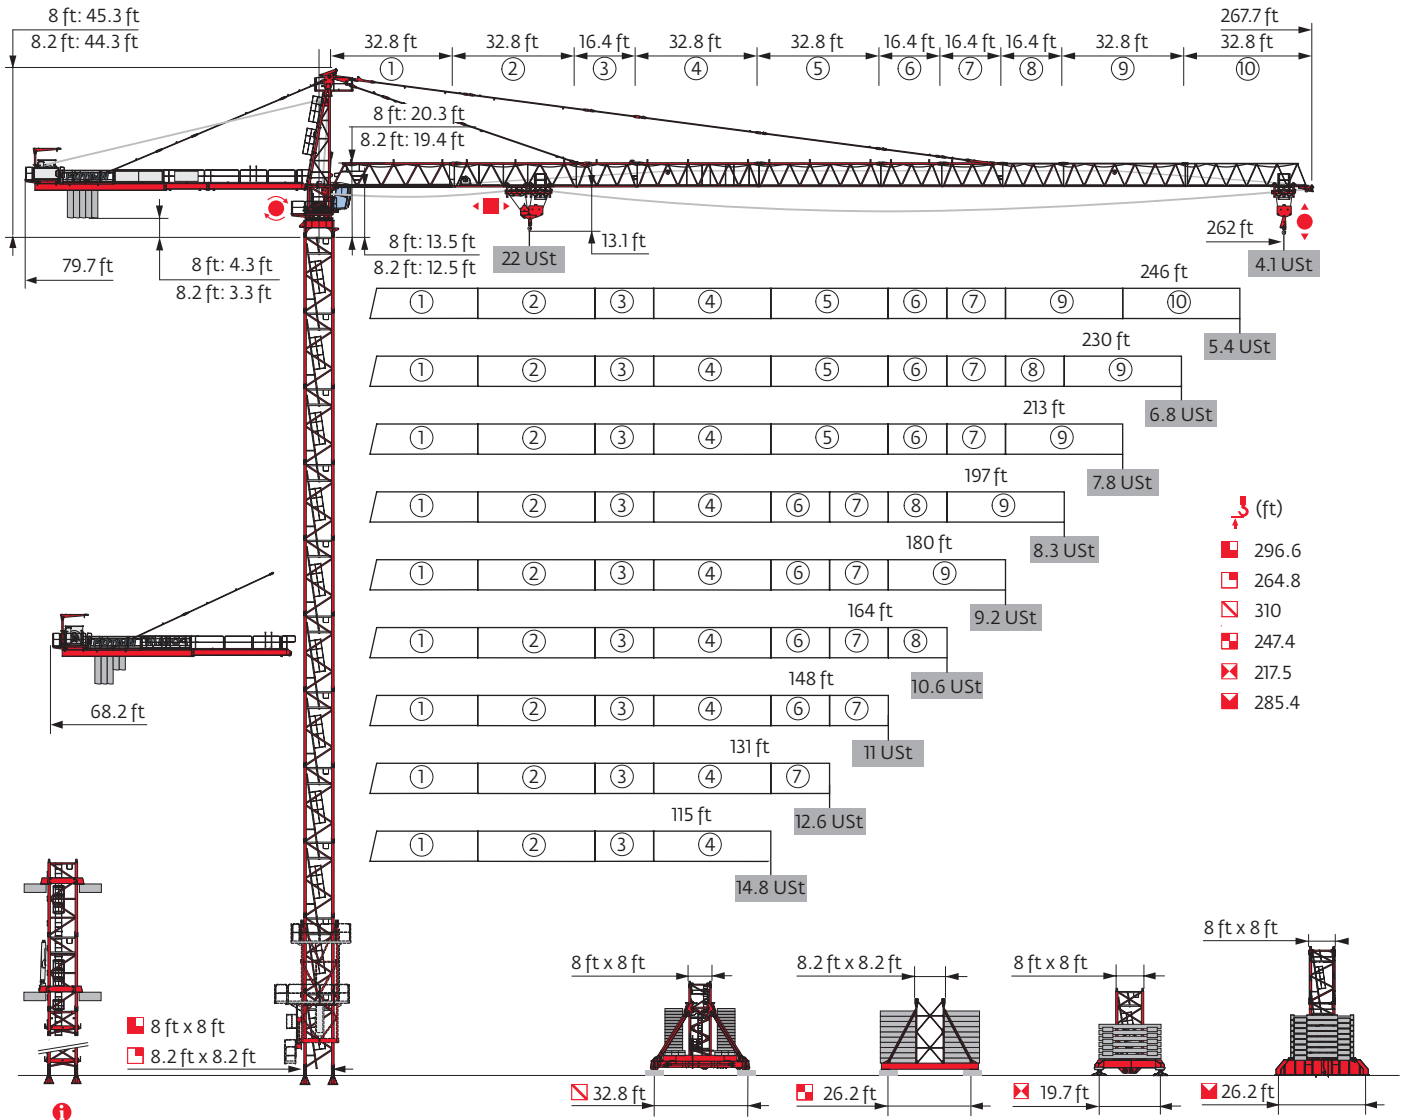 8 ft: 45.3 ft
8.2 ft: 44.3 ft
32.8 ft 32.8 ft 16.4 ft 32.8 ft 32.8 ft 16.4 ft 16.4 ft 16.4 ft 32.8 ft 32.8 ft
267.7 ft
① ② ③ ④ ⑤ ⑥ ⑦ ⑧ ⑨ ⑩
8 ft: 20.3 ft
8.2 ft: 19.4 ft
8 ft: 13.5 ft
8.2 ft: 12.5 ft
22 USt
13.1 ft
262 ft
4.1 USt
79.7 ft
8 ft: 4.3 ft
8.2 ft: 3.3 ft
246 ft
① ② ③ ④ ⑤ ⑥ ⑦ ⑨ ⑩
5.4 USt
230 ft
① ② ③ ④ ⑤ ⑥ ⑦ ⑧ ⑨
6.8 USt
213 ft
① ② ③ ④ ⑤ ⑥ ⑦ ⑨
7.8 USt
197 ft
① ② ③ ④ ⑥ ⑦ ⑧ ⑨
8.3 USt
180 ft
① ② ③ ④ ⑥ ⑦ ⑨
9.2 USt
164 ft
① ② ③ ④ ⑥ ⑦ ⑧
10.6 USt
148 ft
① ② ③ ④ ⑥ ⑦
11 USt
131 ft
① ② ③ ④ ⑦
12.6 USt
115 ft
① ② ③ ④
14.8 USt
(ft)
296.6
264.8
310
247.4
217.5
285.4
68.2 ft
8 ft x 8 ft
8.2 ft x 8.2 ft
i
8 ft x 8 ft
32.8 ft
8.2 ft x 8.2 ft
26.2 ft
8 ft x 8 ft
19.7 ft
8 ft x 8 ft
26.2 ft